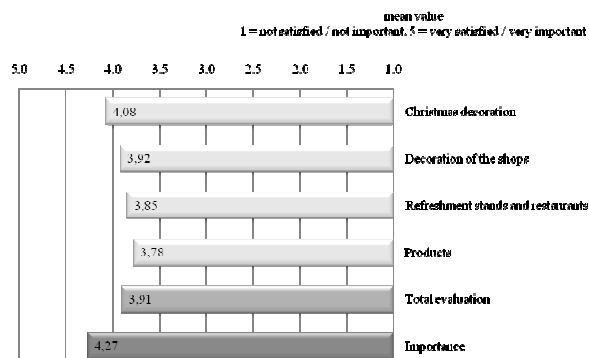 mean value
1 = not satisfied / not important. 5 = very satisfied / very important
5.0 4.5 4.0 3.5 3.0 2.5 2.0 1.5 1.0
4,08 Christmas decoration
3,92 Decoration of the shops
3,85 Refreshment stands and restaurants
3,78 Products
3,91 Total evaluation
4,27 Importance